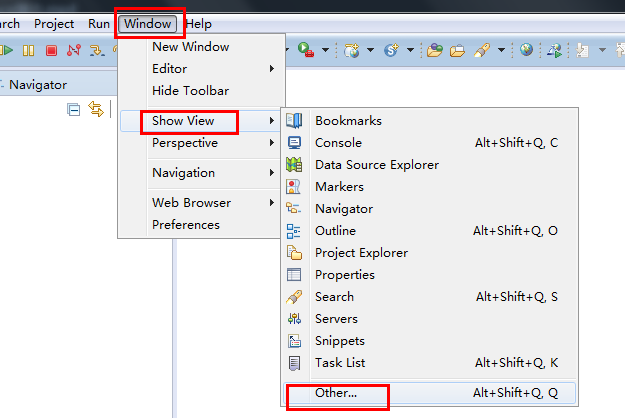 rch Project Run Window Help
Navigator
New Window
Editor
Hide Toolbar
Show View
Perspective
Navigation
Web Browser
Preferences
Bookmarks
Console Alt+Shift+Q, C
Data Source Explorer
Markers
Navigator
Outline Alt+Shift+Q, O
Project Explorer
Properties
Search Alt+Shift+Q, S
Servers
Snippets
Task List Alt+Shift+Q, K
Other... Alt+Shift+Q, Q